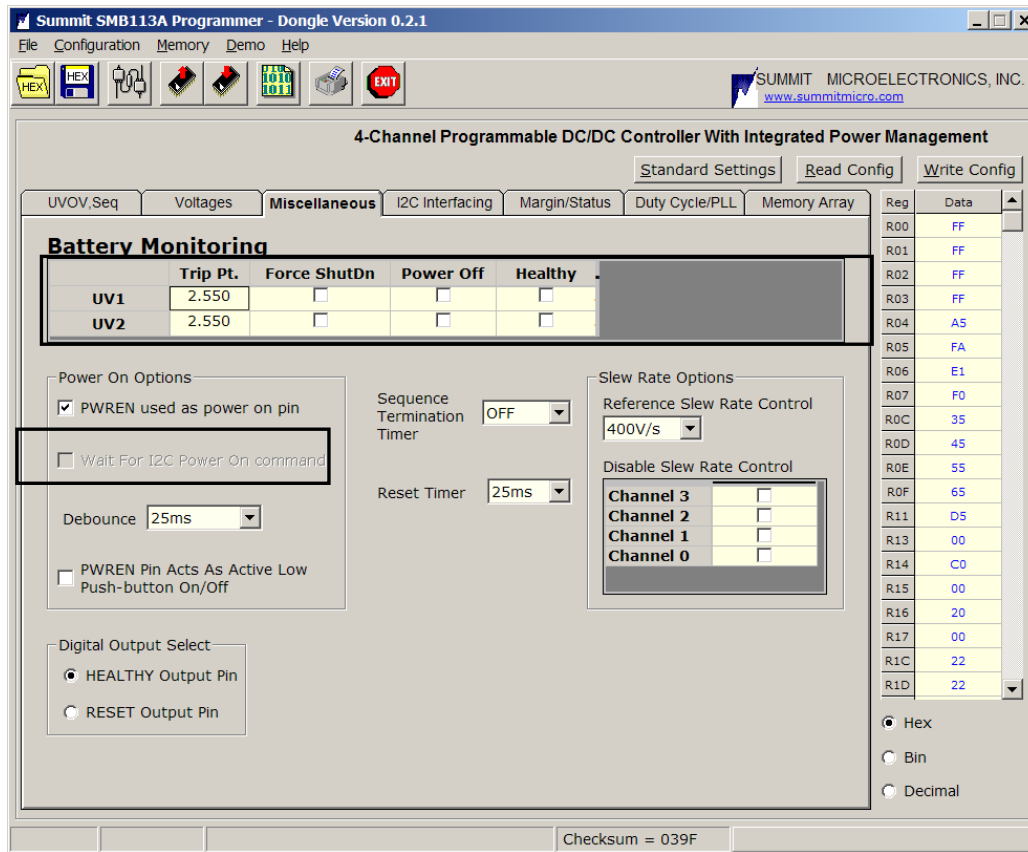 Summit SMB113A Programmer - Dongle Version 0.2.1
File Configuration Memory Demo Help
HEX HEX 1010 1011 EXIT
SUMMIT MICROELECTRONICS, INC.
www.summitmicro.com
4-Channel Programmable DC/DC Controller With Integrated Power Management
Standard Settings Read Config Write Config
UVOV,Seq Voltages Miscellaneous I2C Interfacing Margin/Status Duty Cycle/PLL Memory Array
Battery Monitoring
Trip Pt. Force ShutDn Power Off Healthy
UV1 2.550
UV2 2.550
Power On Options
PWREN used as power on pin
Wait For I2C Power On command
Debounce 25ms
PWREN Pin Acts As Active Low
Push-button On/Off
Sequence
Termination
Timer
OFF
Reset Timer 25ms
Slew Rate Options
Reference Slew Rate Control
400V/s
Disable Slew Rate Control
Channel 3
Channel 2
Channel 1
Channel 0
Digital Output Select
HEALTHY Output Pin
RESET Output Pin
Reg Data
R00 FF
R01 FF
R02 FF
R03 FF
R04 A5
R05 FA
R06 E1
R07 F0
R0C 35
R0D 45
R0E 55
R0F 65
R11 D5
R13 00
R14 C0
R15 00
R16 20
R17 00
R1C 22
R1D 22
Hex
Bin
Decimal
Checksum = 039F